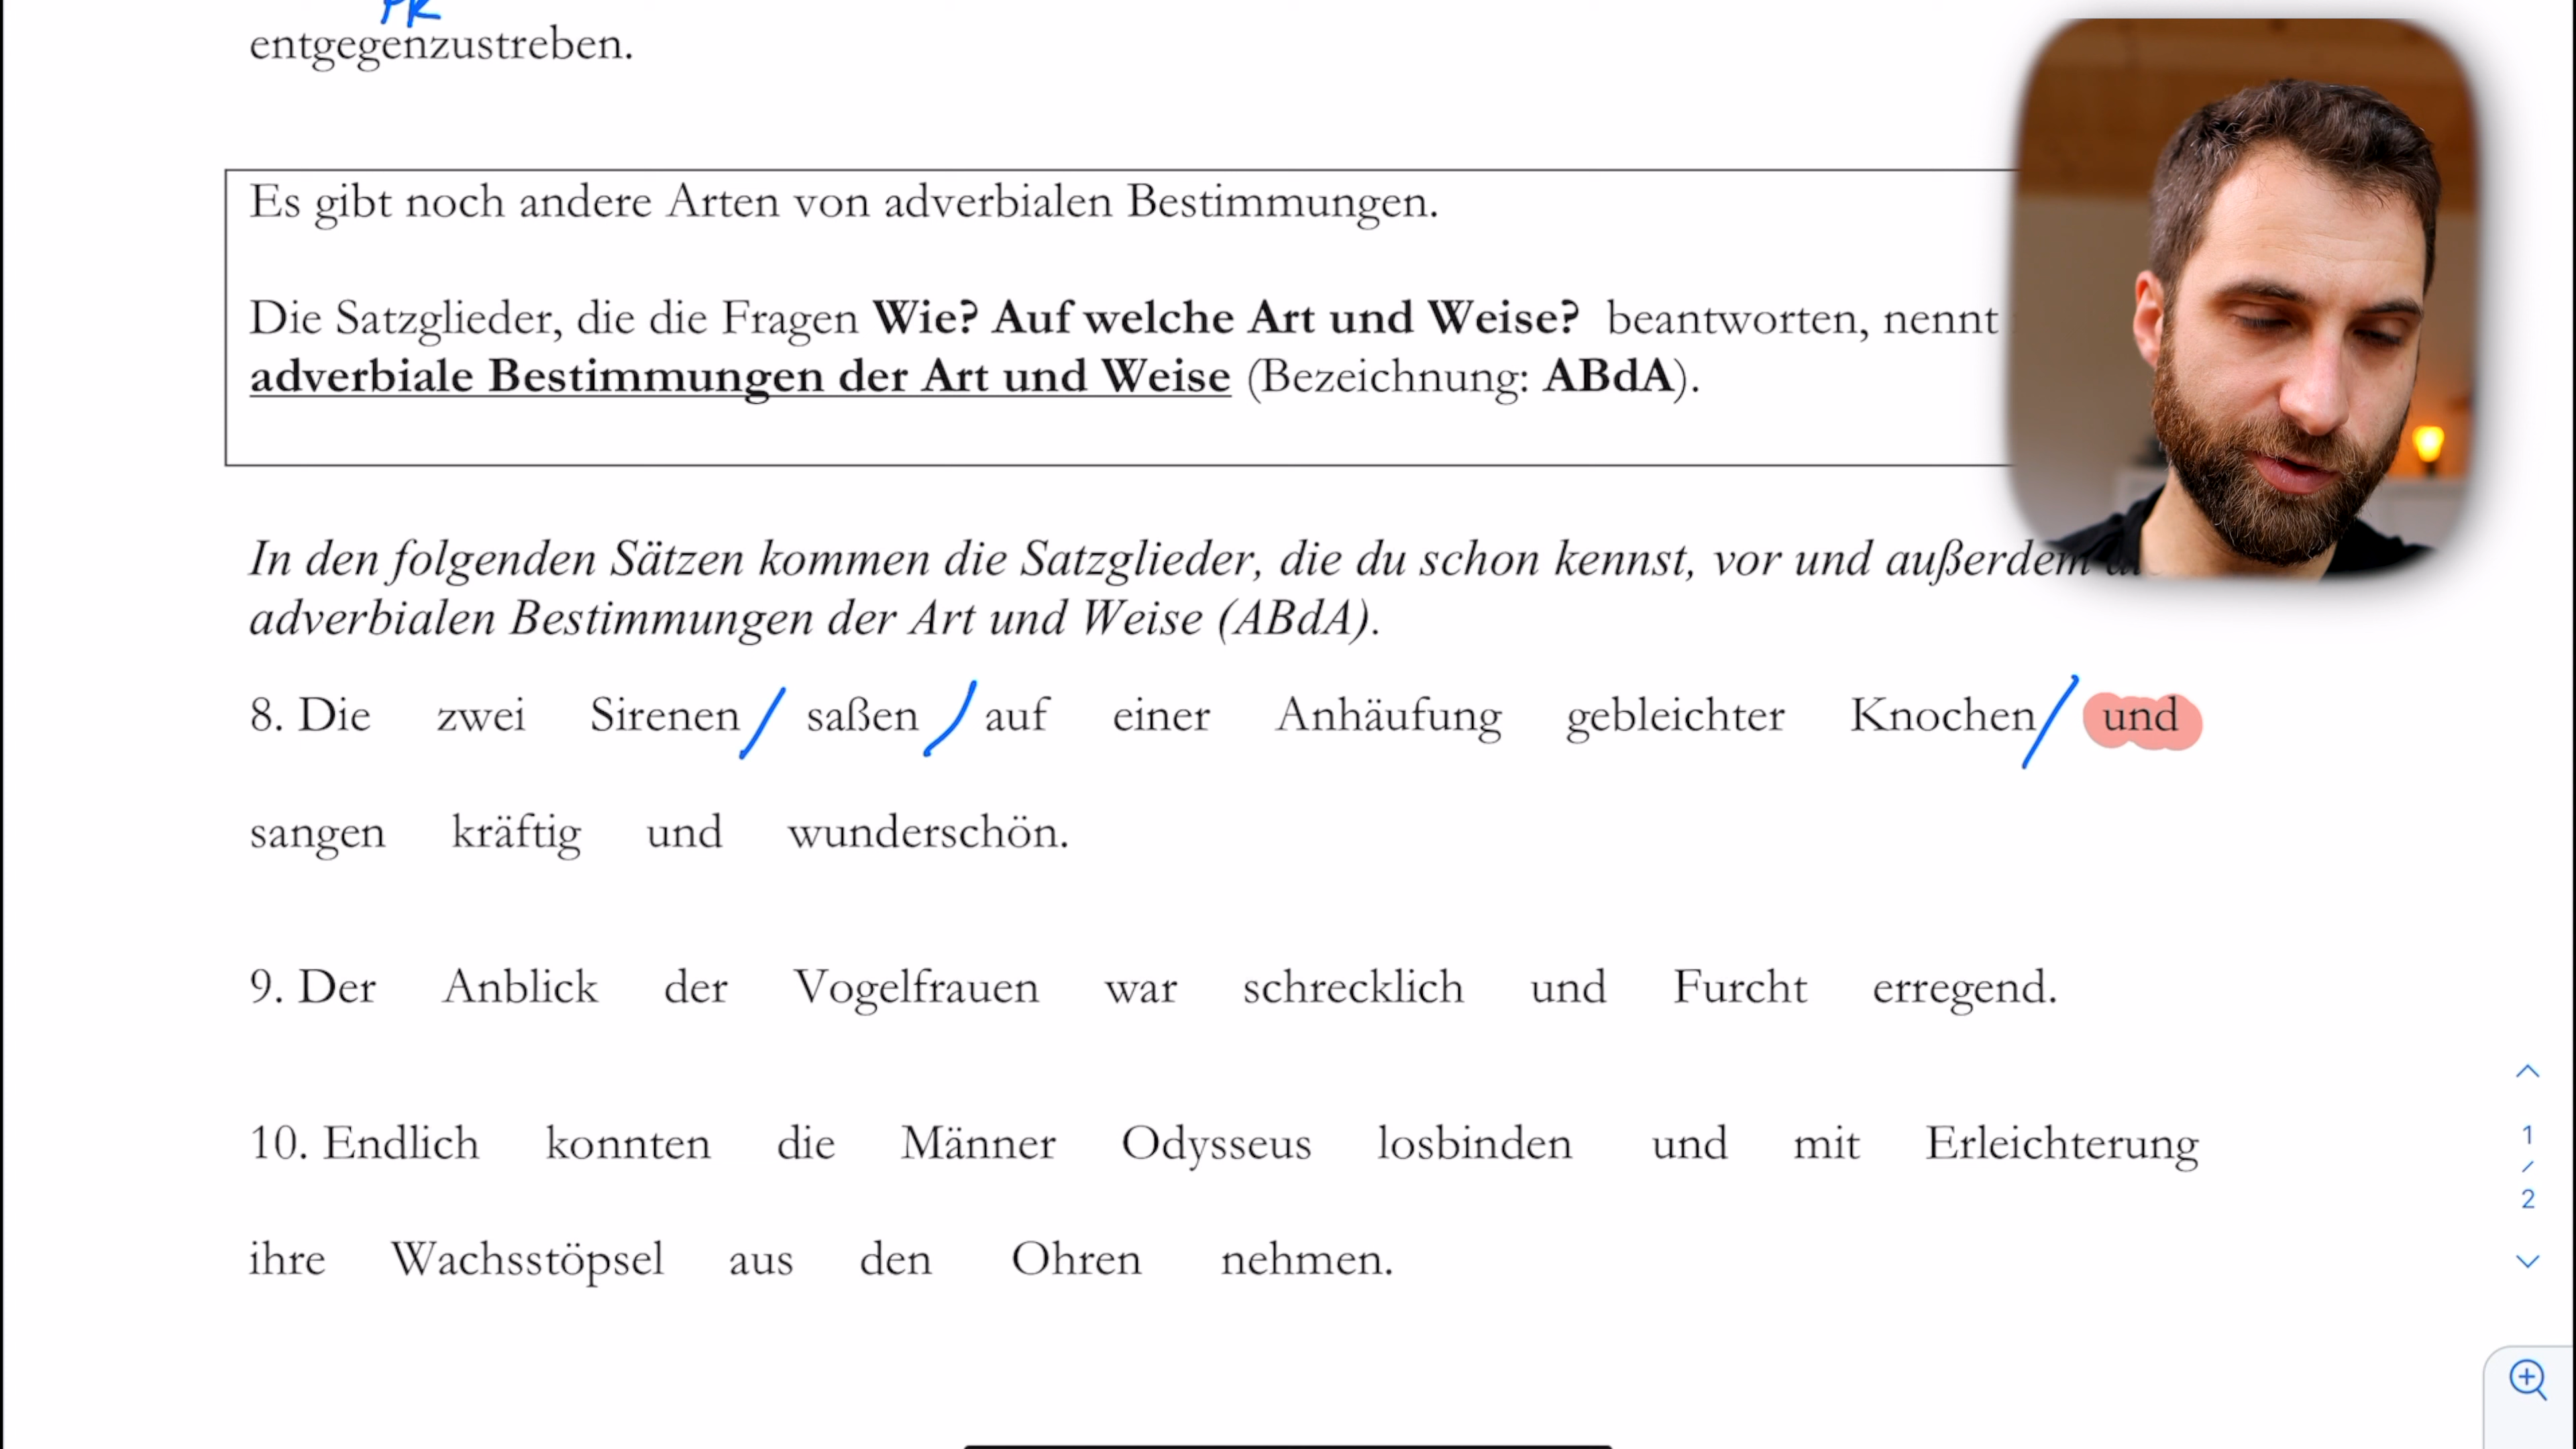 PR
entgegenzustreben.
Es gibt noch andere Arten von adverbialen Bestimmungen.
Die Satzglieder, die die Fragen Wie? Auf welche Art und Weise? beantworten, nennt
adverbiale Bestimmungen der Art und Weise (Bezeichnung: ABdA).
In den folgenden Sätzen kommen die Satzglieder, die du schon kennst, vor und außerdem
adverbialen Bestimmungen der Art und Weise (ABdA).
8. Die zwei Sirenen / saßen / auf einer Anhäufung gebleichter Knochen / und
sangen kräftig und wunderschön.
9. Der Anblick der Vogelfrauen war schrecklich und Furcht erregend.
10. Endlich konnten die Männer Odysseus losbinden und mit Erleichterung
ihre Wachsstöpsel aus den Ohren nehmen.
1
/
2